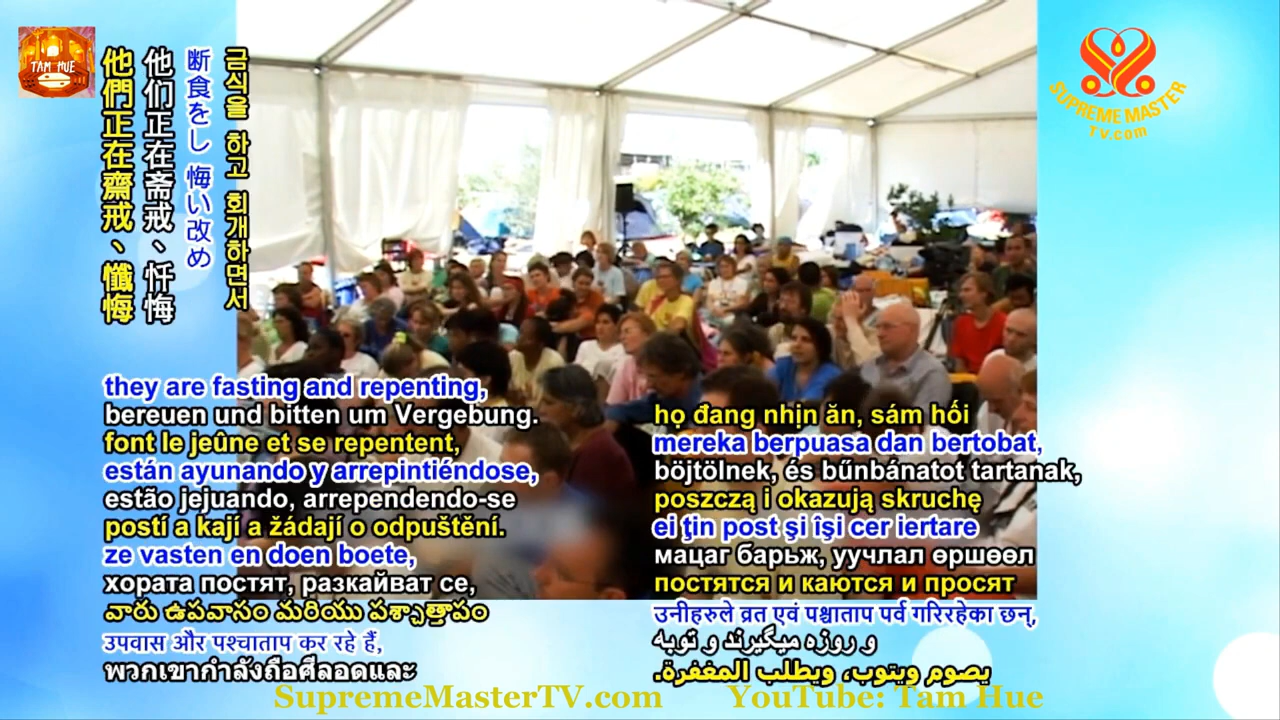 TAM HUE
他們正在齋戒、懺悔
他们正在斋戒、忏悔
断食をし 悔い改め
금식을 하고 회개하면서
SUPREME MASTER
TV.com
they are fasting and repenting,
bereuen und bitten um Vergebung.
font le jeûne et se repentent,
están ayunando y arrepintiéndose,
estão jejuando, arrependendo-se
postí a kají a žádají o odpuštění.
ze vasten en doen boete,
хората постят, разкайват се,
వారు ఉపవాసం మరియు పశ్చాత్తాపం
उपवास और पश्चाताप कर रहे हैं,
พวกเขากำลังถือศีลอดและ
họ đang nhịn ăn, sám hối
mereka berpuasa dan bertobat,
böjtölnek, és bűnbánatot tartanak,
poszczą i okazują skruchę
ei ţin post şi îşi cer iertare
мацаг барьж, уучлал өршөөл
постятся и каются и просят
उनीहरुले व्रत एवं पश्चाताप पर्व गरिरहेका छन्,
و روزه میگیرند و توبه
يصوم ويتوب، ويطلب المغفرة.
SupremeMasterTV.com
YouTube: Tam Hue